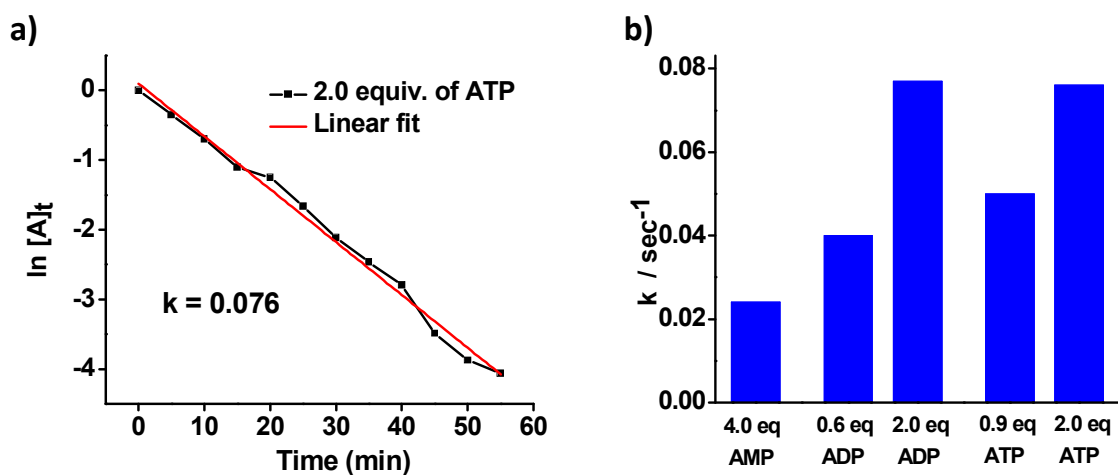 a)
ln [A]t
0
-1
-2
-3
-4
2.0 equiv. of ATP
Linear fit
k = 0.076
0 10 20 30 40 50 60
Time (min)
b)
k / sec-1
0.08
0.06
0.04
0.02
0.00
4.0 eq 0.6 eq 2.0 eq 0.9 eq 2.0 eq
AMP ADP ADP ATP ATP